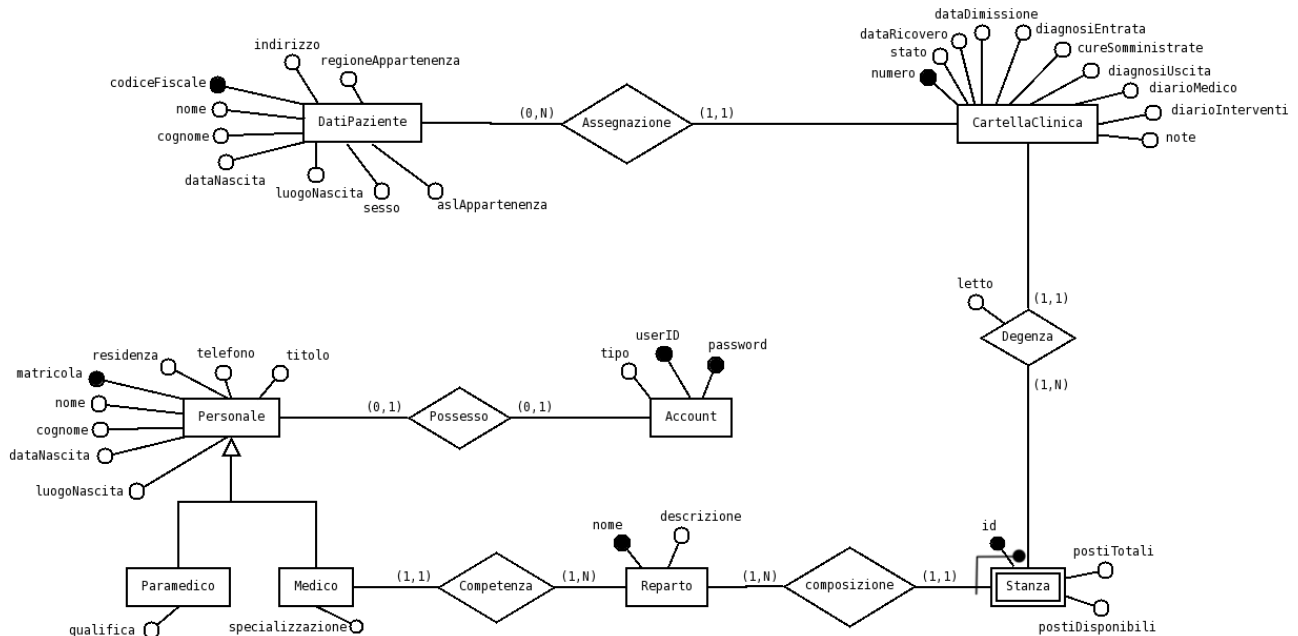 dataDimissione
indirizzo
dataRicovero
diagnosiEntrata
regioneAppartenenza
stato
cureSomministrate
codiceFiscale
numero
diagnosiUscita
nome
DatiPaziente
(0,N)
Assegnazione
(1,1)
CartellaClinica
diarioMedico
diarioInterventi
cognome
note
dataNascita
luogoNascita
sesso
aslAppartenenza
letto
(1,1)
Degenza
(1,N)
residenza
telefono
titolo
tipo
userID
password
matricola
nome
Personale
(0,1)
Possesso
(0,1)
Account
cognome
dataNascita
luogoNascita
nome
descrizione
id
postiTotali
Paramedico
Medico
(1,1)
Competenza
(1,N)
Reparto
(1,N)
composizione
(1,1)
Stanza
qualifica
specializzazione
postiDisponibili